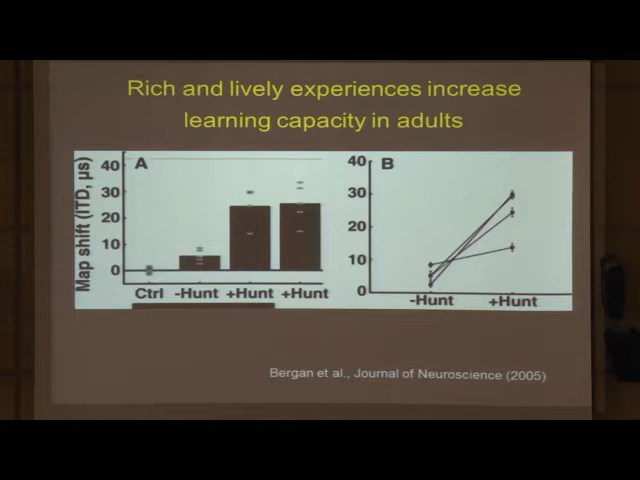 Rich and lively experiences increase
learning capacity in adults
A
B
Map shift (ITD, µs)
40
30
20
10
0
Ctrl -Hunt +Hunt +Hunt
40
30
20
10
0
-Hunt +Hunt
Bergan et al., Journal of Neuroscience (2005)